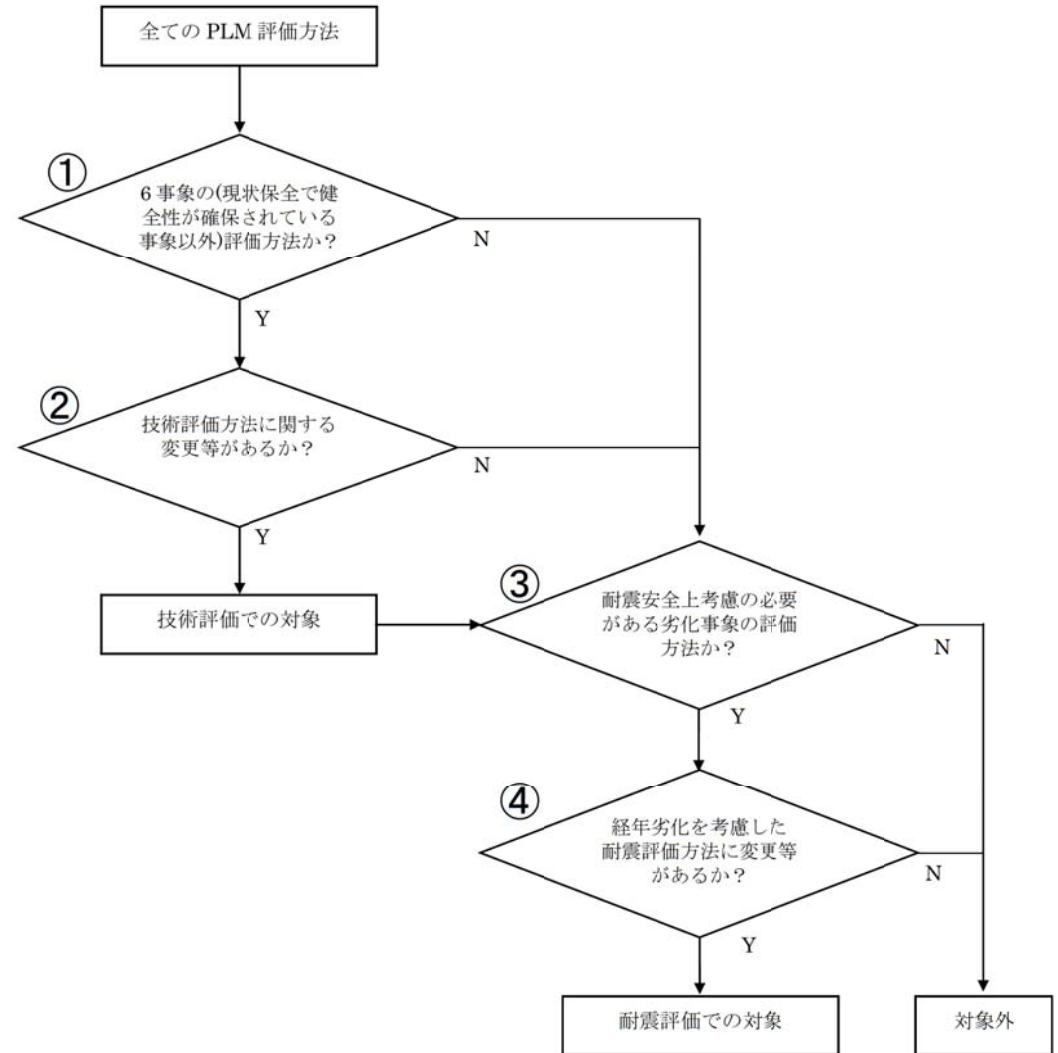 全ての PLM 評価方法
①
6 事象の(現状保全で健
全性が確保されている
事象以外)評価方法か？
N
Y
②
技術評価方法に関する
変更等があるか？
N
Y
技術評価での対象
③
耐震安全上考慮の必要
がある劣化事象の評価
方法か？
N
Y
④
経年劣化を考慮した
耐震評価方法に変更等
があるか？
N
Y
耐震評価での対象
対象外